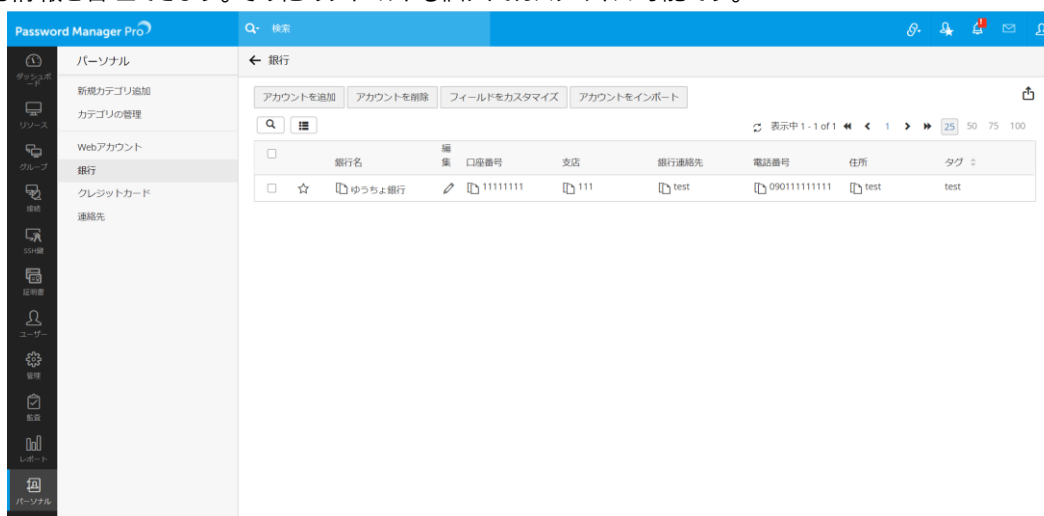 Password Manager Pro
検索
ダッシュボ
ード
リソース
グループ
接続
SSH鍵
証明書
ユーザー
管理
監査
レポート
パーソナル
パーソナル
新規カテゴリ追加
カテゴリの管理
Webアカウント
銀行
クレジットカード
連絡先
銀行
アカウントを追加 アカウントを削除 フィールドをカスタマイズ アカウントをインポート
表示中 1 - 1 of 1 1 25 50 75 100
銀行名 編集 口座番号 支店 銀行連絡先 電話番号 住所 タグ
ゆうちょ銀行 11111111 111 test 090111111111 test test